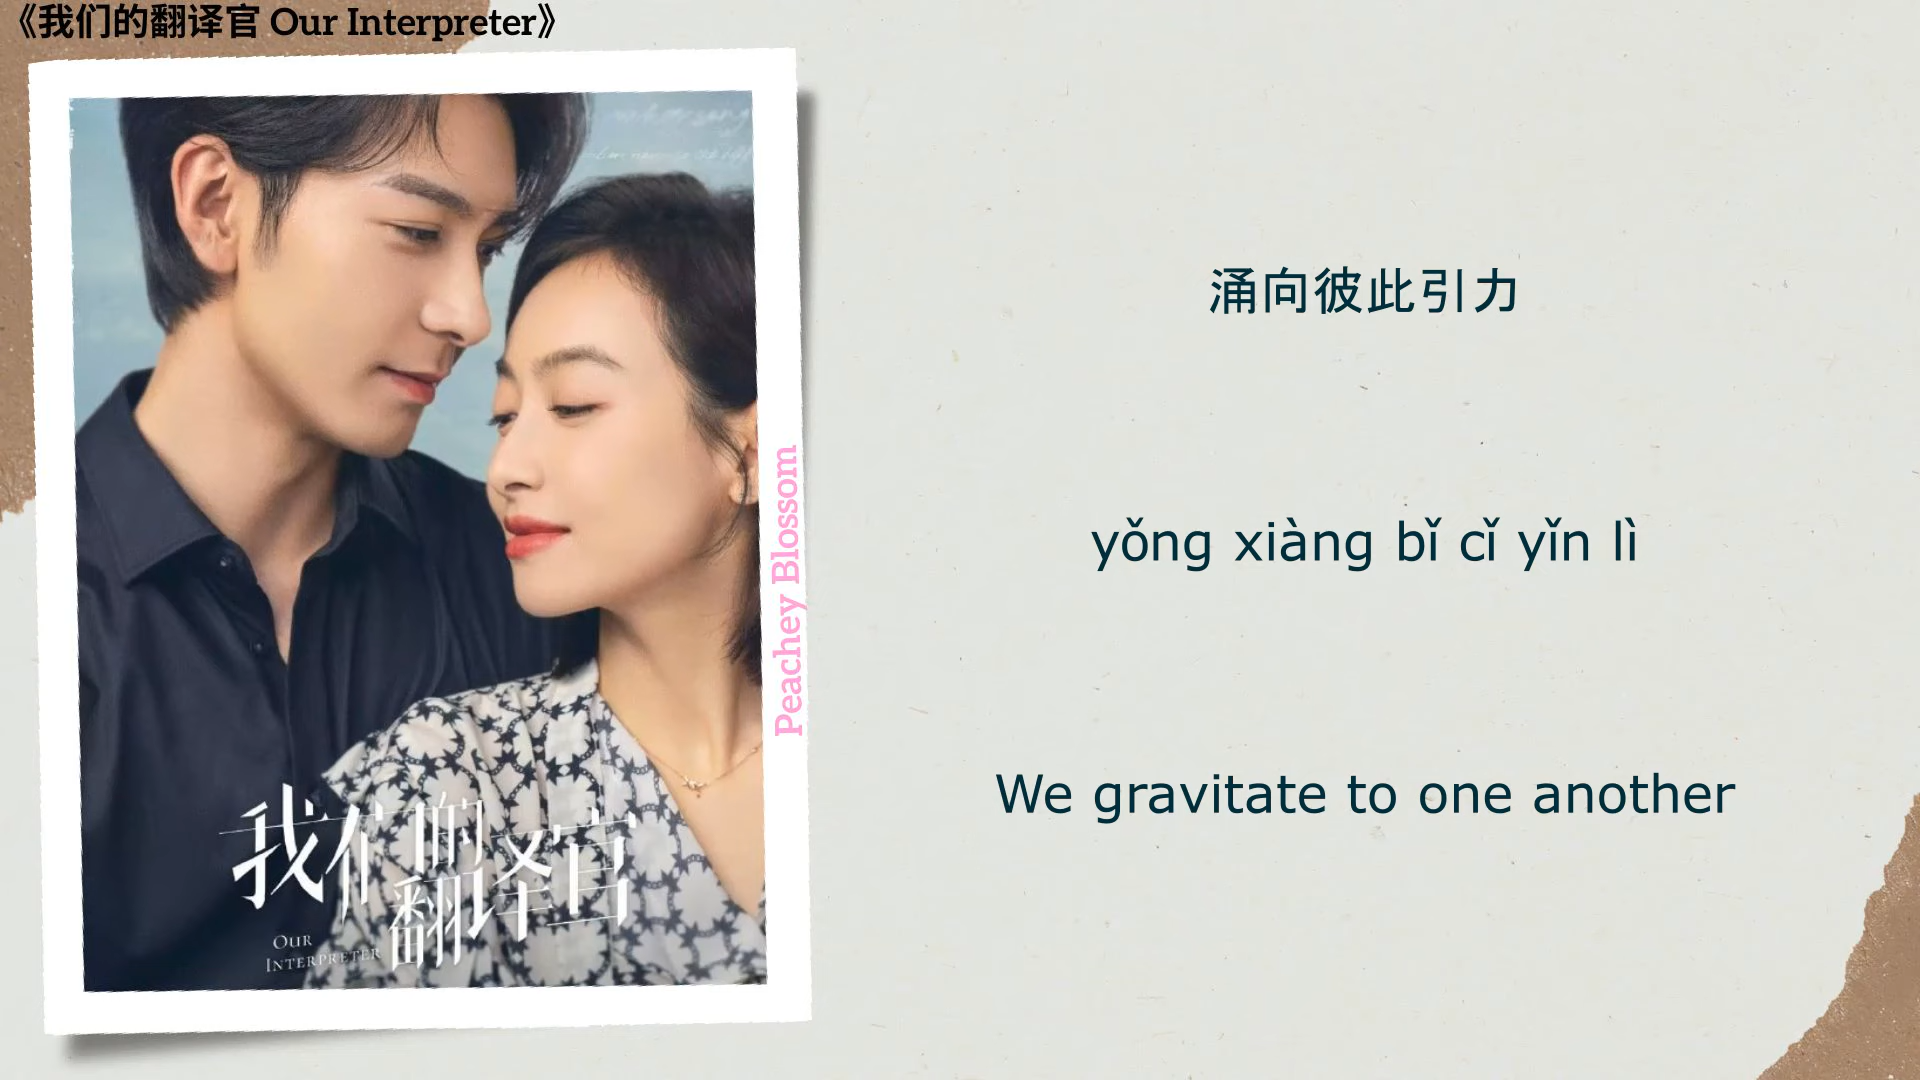 《我们的翻译官 Our Interpreter》
涌向彼此引力
yǒng xiàng bǐ cǐ yǐn lì
We gravitate to one another
Peachey Blossom
我们的
翻译官
OUR
INTERPRETER